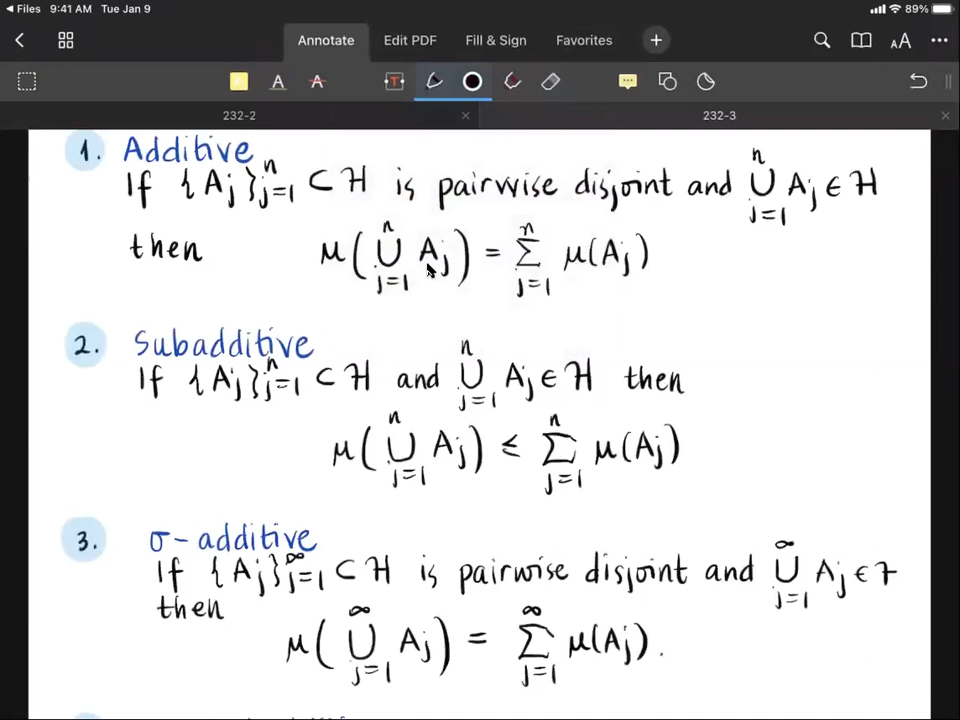 Files 9:41 AM Tue Jan 9 89%
Annotate Edit PDF Fill & Sign Favorites
232-2 232-3
1. Additive
If {Aj}ⁿj=1 ⊂ H is pairwise disjoint and ⋃ⁿj=1 Aj ∈ H
then μ(⋃ⁿj=1 Aj) = Σⁿj=1 μ(Aj)
2. Subadditive
If {Aj}ⁿj=1 ⊂ H and ⋃ⁿj=1 Aj ∈ H then
μ(⋃ⁿj=1 Aj) ≤ Σⁿj=1 μ(Aj)
3. σ-additive
If {Aj}^∞j=1 ⊂ H is pairwise disjoint and ⋃^∞j=1 Aj ∈
then
μ(⋃^∞j=1 Aj) = Σ^∞j=1 μ(Aj).